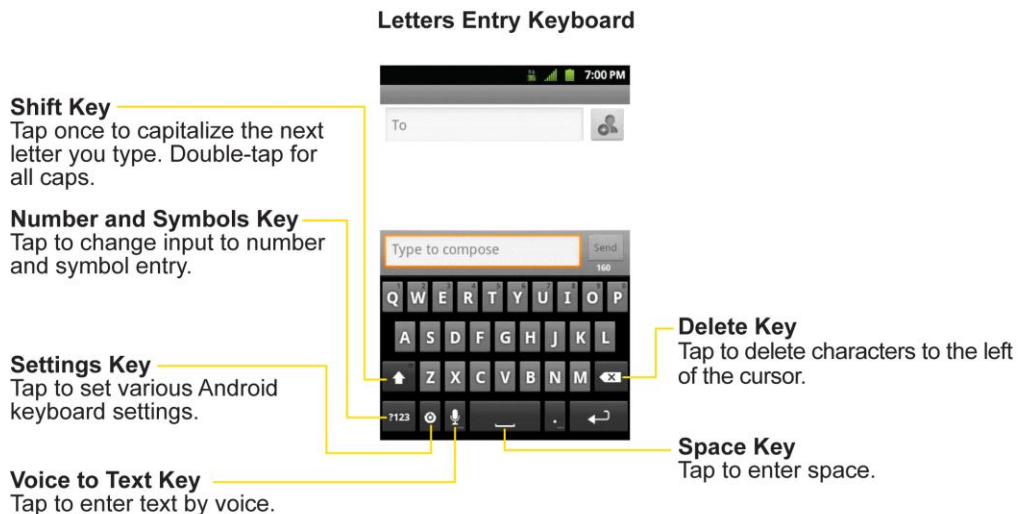 Letters Entry Keyboard
7:00 PM
To
Shift Key
Tap once to capitalize the next
letter you type. Double-tap for
all caps.
Number and Symbols Key
Tap to change input to number
and symbol entry.
Type to compose
Send
160
Q W E R T Y U I O P
A S D F G H J K L
Z X C V B N M
?123
.
Settings Key
Tap to set various Android
keyboard settings.
Voice to Text Key
Tap to enter text by voice.
Delete Key
Tap to delete characters to the left
of the cursor.
Space Key
Tap to enter space.